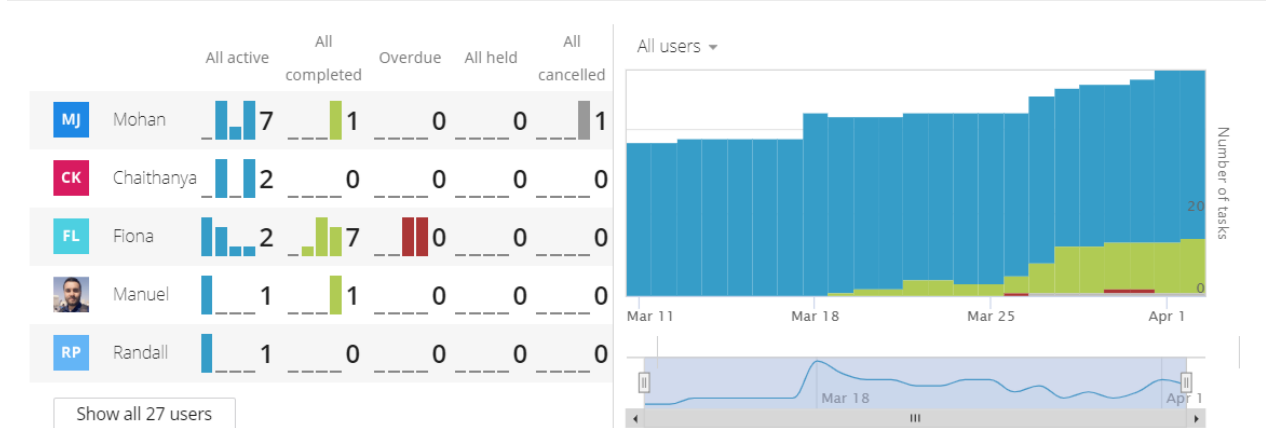 All active All completed Overdue All held All cancelled
MJ Mohan 7 1 0 0 1
CK Chaithanya 2 0 0 0 0
FL Fiona 2 7 0 0 0
Manuel 1 1 0 0 0
RP Randall 1 0 0 0 0
Show all 27 users
All users
20
0
Number of tasks
Mar 11 Mar 18 Mar 25 Apr 1
Mar 18 Apr 1